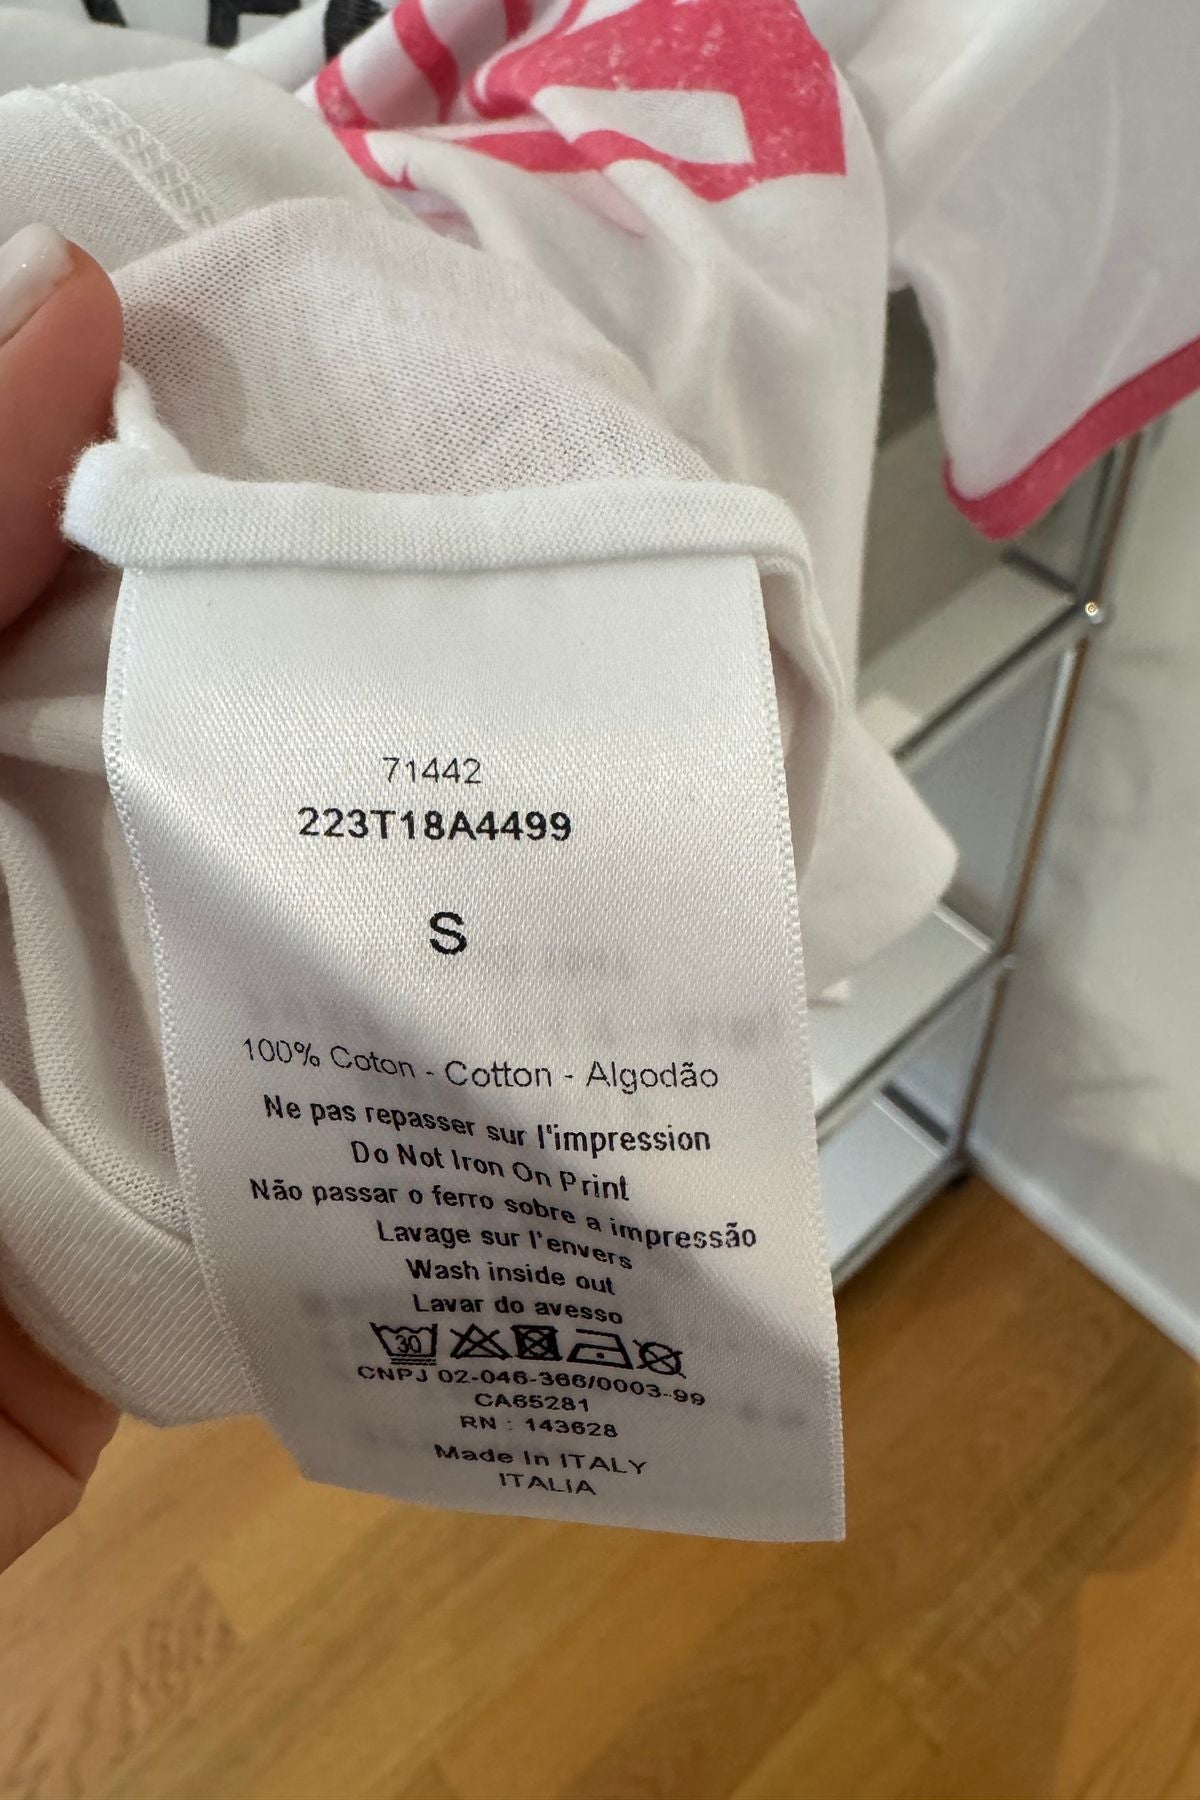 71442
223T18A4499
S
100% Coton - Cotton - Algodão
Ne pas repasser sur l'impression
Do Not Iron On Print
Não passar o ferro sobre a impressão
Lavage sur l'envers
Wash inside out
Lavar do avesso
30
CNPJ 02-046-366/0003-99
CA65281
RN : 143628
Made In ITALY
ITALIA